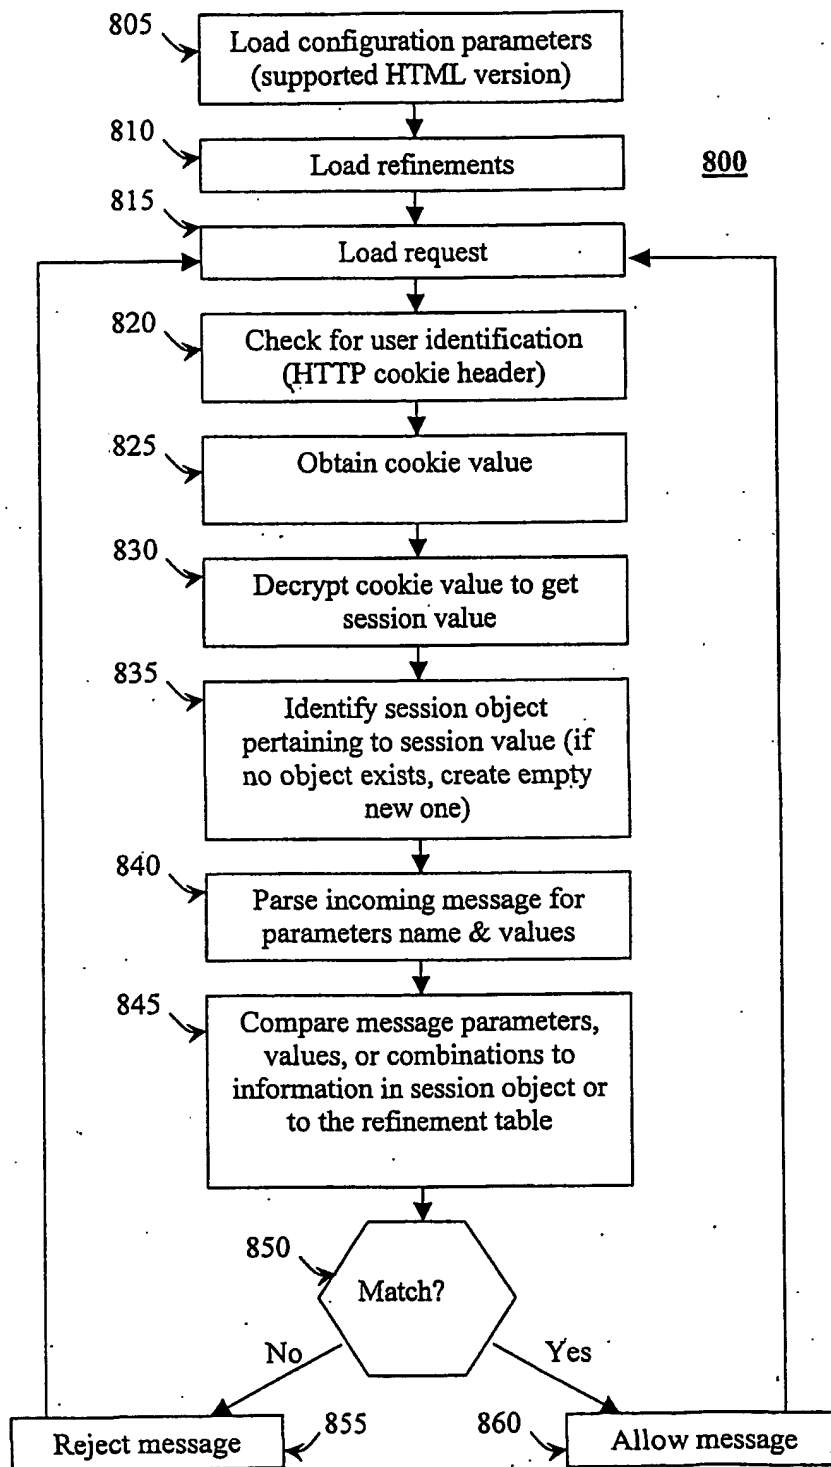 805
Load configuration parameters
(supported HTML version)
810
Load refinements
800
815
Load request
820
Check for user identification
(HTTP cookie header)
825
Obtain cookie value
830
Decrypt cookie value to get
session value
835
Identify session object
pertaining to session value (if
no object exists, create empty
new one)
840
Parse incoming message for
parameters name & values
845
Compare message parameters,
values, or combinations to
information in session object or
to the refinement table
850
Match?
No
Yes
Reject message
855
860
Allow message